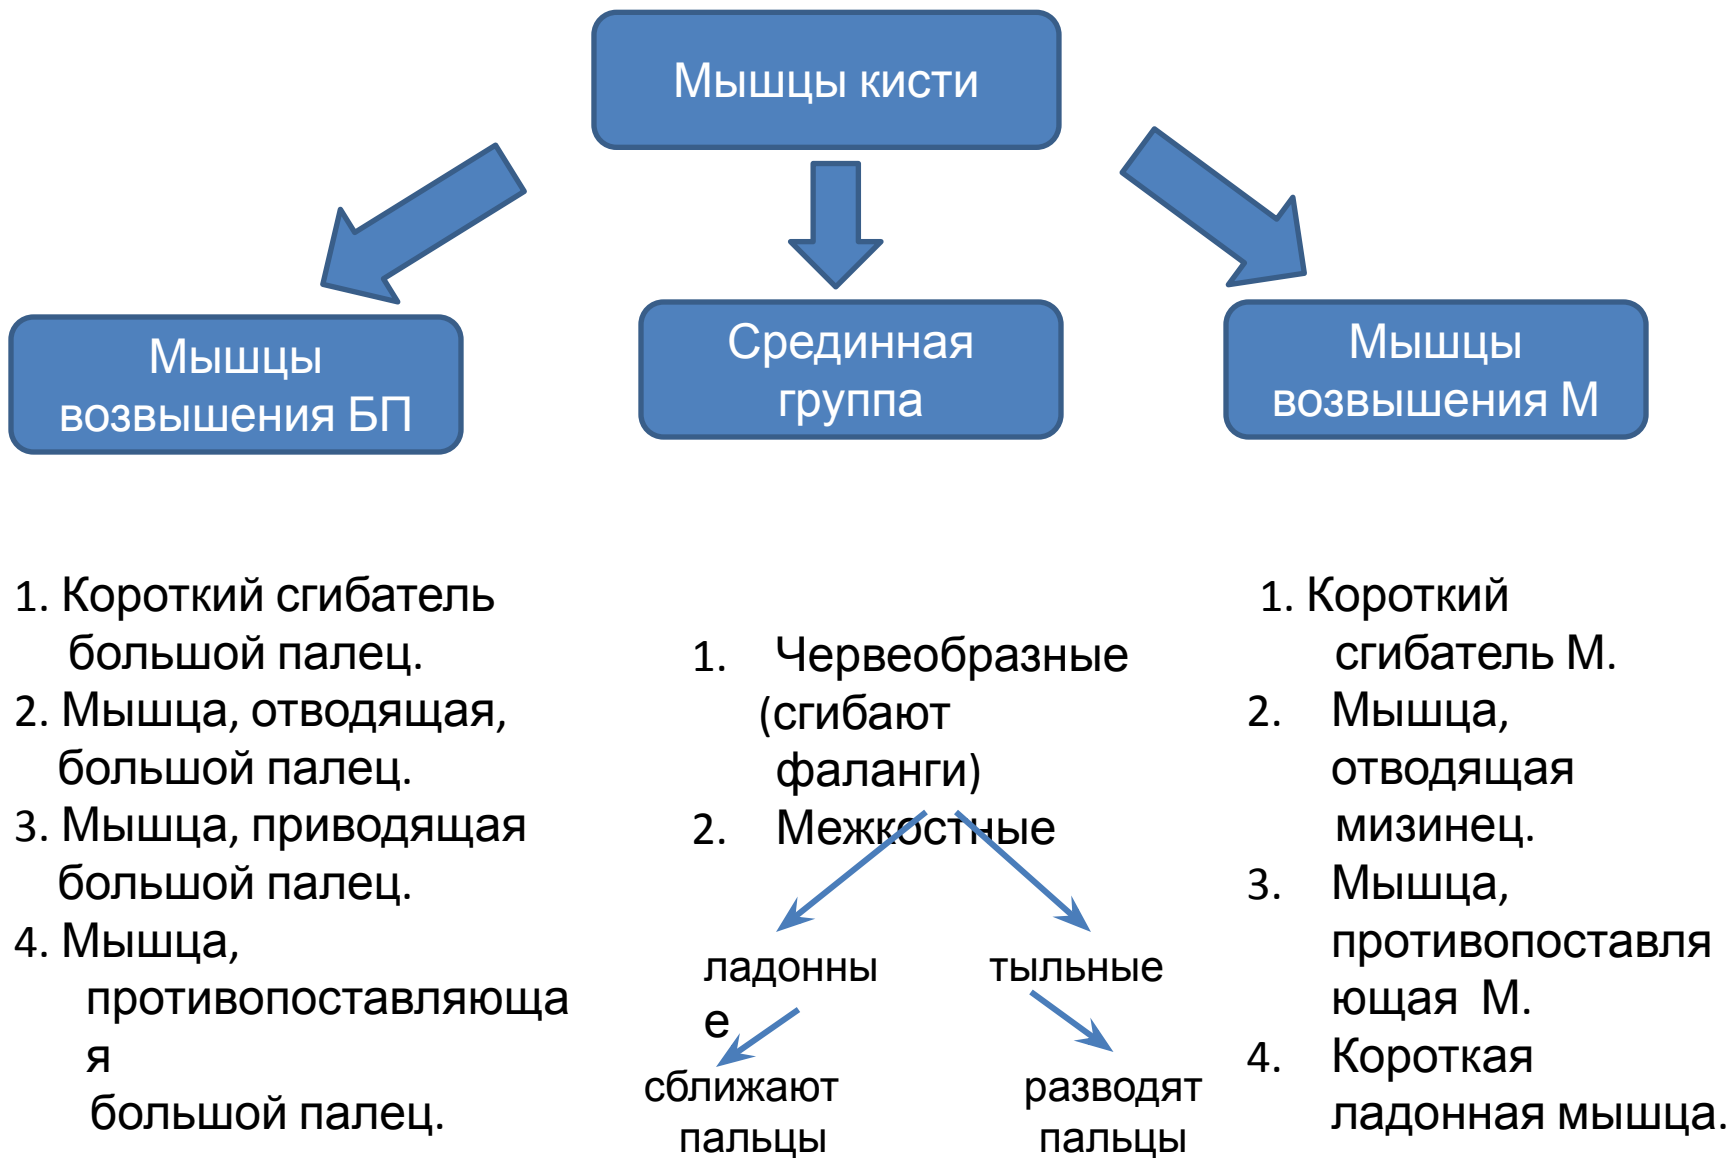 Мышцы кисти
Мышцы
возвышения БП
Срединная
группа
Мышцы
возвышения М
1. Короткий сгибатель
большой палец.
2. Мышца, отводящая,
большой палец.
3. Мышца, приводящая
большой палец.
4. Мышца,
противопоставляюща
я
большой палец.
1. Червеобразные
(сгибают
фаланги)
2. Межкостные
ладонны
е
тыльные
сближают
пальцы
разводят
пальцы
1. Короткий
сгибатель М.
2. Мышца,
отводящая
мизинец.
3. Мышца,
противопоставля
ющая М.
4. Короткая
ладонная мышца.